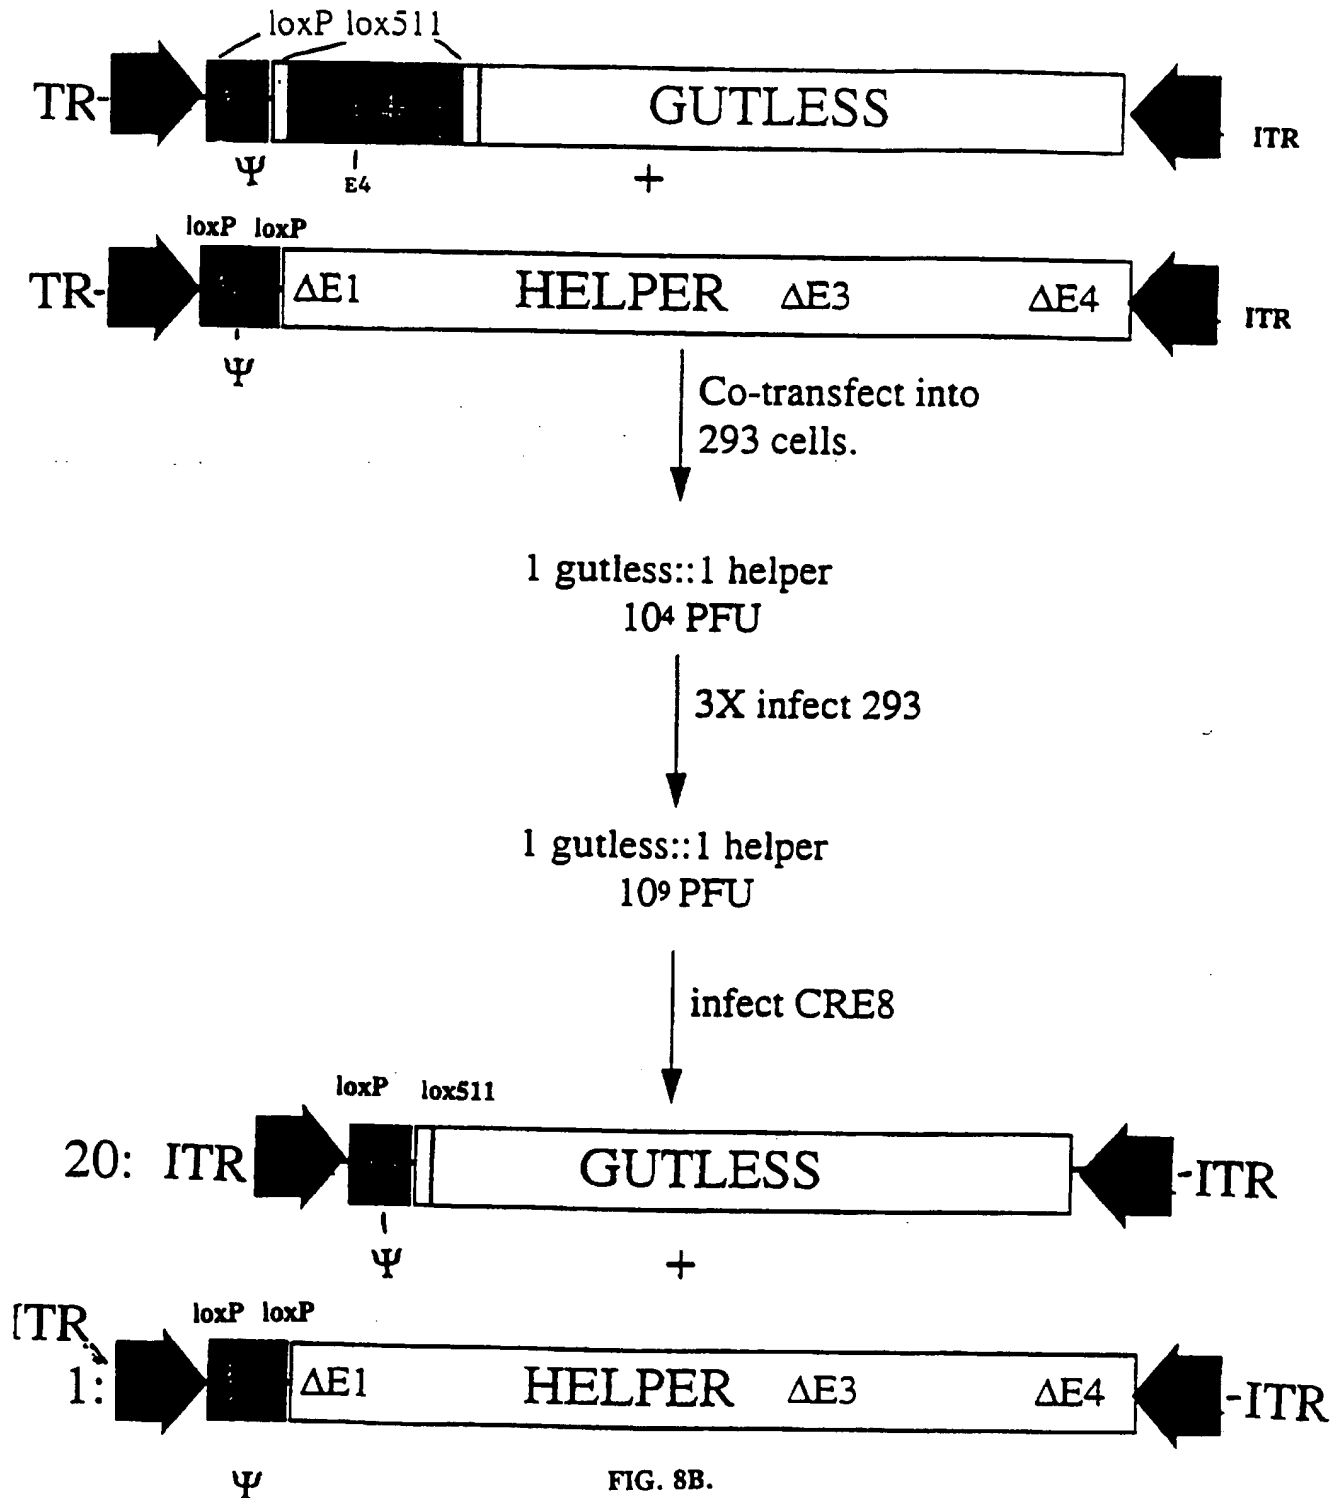 loxP lox511
TR- GUTLESS ITR
Ψ E4
+
loxP loxP
TR- ΔE1 HELPER ΔE3 ΔE4 ITR
Ψ
Co-transfect into
293 cells.
1 gutless::1 helper
10⁴ PFU
3X infect 293
1 gutless::1 helper
10⁹ PFU
infect CRE8
loxP lox511
20: ITR GUTLESS -ITR
Ψ +
loxP loxP
ITR
1: ΔE1 HELPER ΔE3 ΔE4 -ITR
Ψ
FIG. 8B.